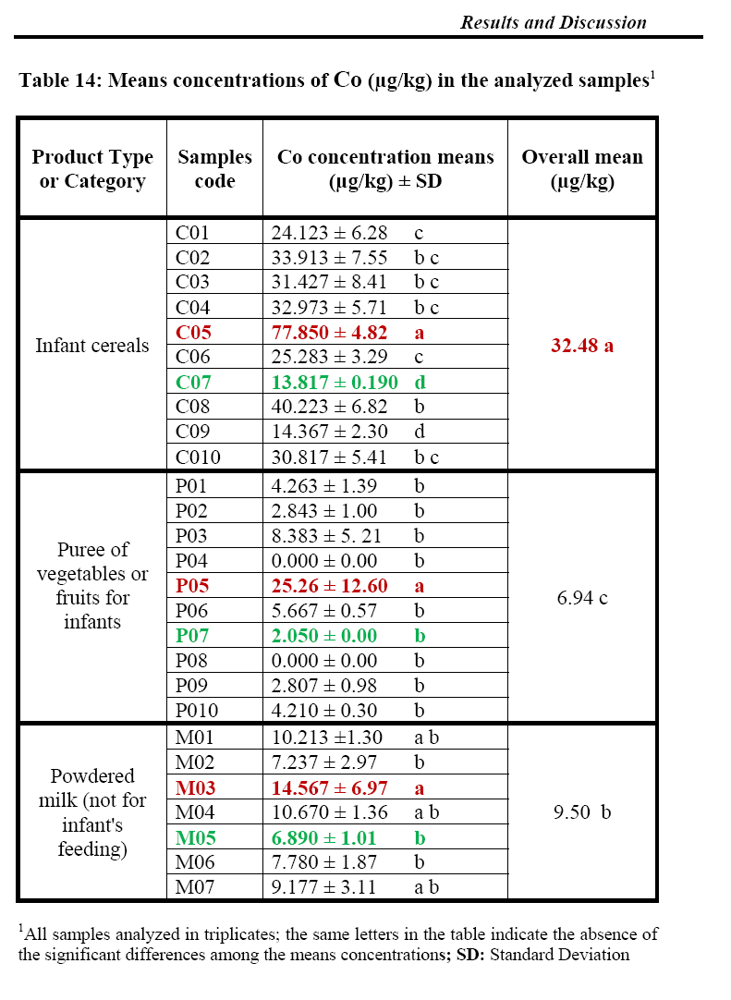 Results and Discussion
Table 14: Means concentrations of Co (µg/kg) in the analyzed samples1
Product Type or Category | Samples code | Co concentration means (µg/kg) ± SD | Overall mean (µg/kg)
Infant cereals | C01 | 24.123 ± 6.28 c | 32.48 a
C02 | 33.913 ± 7.55 b c
C03 | 31.427 ± 8.41 b c
C04 | 32.973 ± 5.71 b c
C05 | 77.850 ± 4.82 a
C06 | 25.283 ± 3.29 c
C07 | 13.817 ± 0.190 d
C08 | 40.223 ± 6.82 b
C09 | 14.367 ± 2.30 d
C010 | 30.817 ± 5.41 b c
Puree of vegetables or fruits for infants | P01 | 4.263 ± 1.39 b | 6.94 c
P02 | 2.843 ± 1.00 b
P03 | 8.383 ± 5. 21 b
P04 | 0.000 ± 0.00 b
P05 | 25.26 ± 12.60 a
P06 | 5.667 ± 0.57 b
P07 | 2.050 ± 0.00 b
P08 | 0.000 ± 0.00 b
P09 | 2.807 ± 0.98 b
P010 | 4.210 ± 0.30 b
Powdered milk (not for infant's feeding) | M01 | 10.213 ±1.30 a b | 9.50 b
M02 | 7.237 ± 2.97 b
M03 | 14.567 ± 6.97 a
M04 | 10.670 ± 1.36 a b
M05 | 6.890 ± 1.01 b
M06 | 7.780 ± 1.87 b
M07 | 9.177 ± 3.11 a b
1All samples analyzed in triplicates; the same letters in the table indicate the absence of
the significant differences among the means concentrations; SD: Standard Deviation